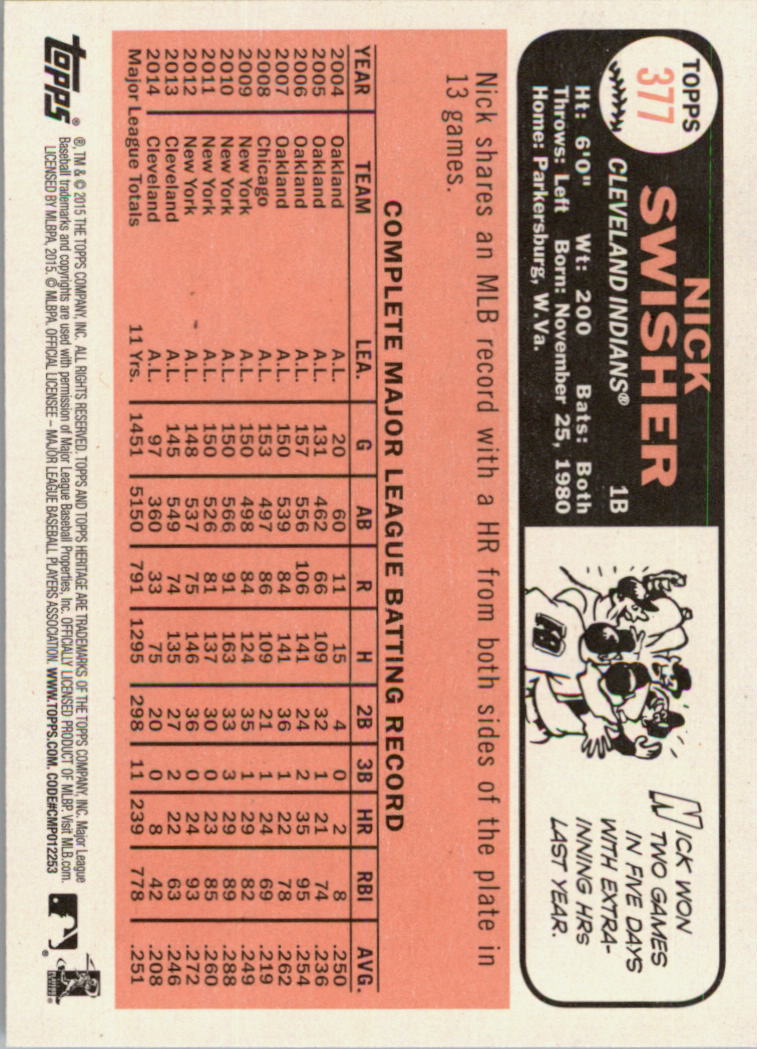 TOPPS
377
NICK
SWISHER
CLEVELAND INDIANS® 1B
Ht: 6'0" Wt: 200 Bats: Both
Throws: Left Born: November 25, 1980
Home: Parkersburg, W.Va.
NICK WON
TWO GAMES
IN FIVE DAYS
WITH EXTRA-
INNING HRS
LAST YEAR.
Nick shares an MLB record with a HR from both sides of the plate in
13 games.
COMPLETE MAJOR LEAGUE BATTING RECORD
YEAR TEAM LEA. G AB R H 2B 3B HR RBI AVG.
2004 Oakland A.L. 20 60 11 15 4 0 2 8 .250
2005 Oakland A.L. 131 462 66 109 32 1 21 74 .236
2006 Oakland A.L. 157 556 106 141 24 2 35 95 .254
2007 Oakland A.L. 150 539 84 141 36 1 22 78 .262
2008 Chicago A.L. 153 497 86 109 21 1 24 69 .219
2009 New York A.L. 150 498 84 124 35 1 29 82 .249
2010 New York A.L. 150 566 91 163 33 3 29 89 .288
2011 New York A.L. 150 526 81 137 30 0 23 85 .260
2012 New York A.L. 148 537 75 146 36 0 24 93 .272
2013 Cleveland A.L. 145 549 74 135 27 2 22 63 .246
2014 Cleveland A.L. 97 360 33 75 20 0 8 42 .208
Major League Totals 11 Yrs. 1451 5150 791 1295 298 11 239 778 .251
topps®
®, TM & © 2015 THE TOPPS COMPANY, INC. ALL RIGHTS RESERVED. TOPPS AND TOPPS HERITAGE ARE TRADEMARKS OF THE TOPPS COMPANY, INC. Major League
Baseball trademarks and copyrights are used with permission of Major League Baseball Properties, Inc. OFFICIALLY LICENSED PRODUCT OF MLBP. Visit MLB.com.
LICENSED BY MLBPA, 2015. © MLBPA. OFFICIAL LICENSEE – MAJOR LEAGUE BASEBALL PLAYERS ASSOCIATION. WWW.TOPPS.COM. CODE#CMP012253